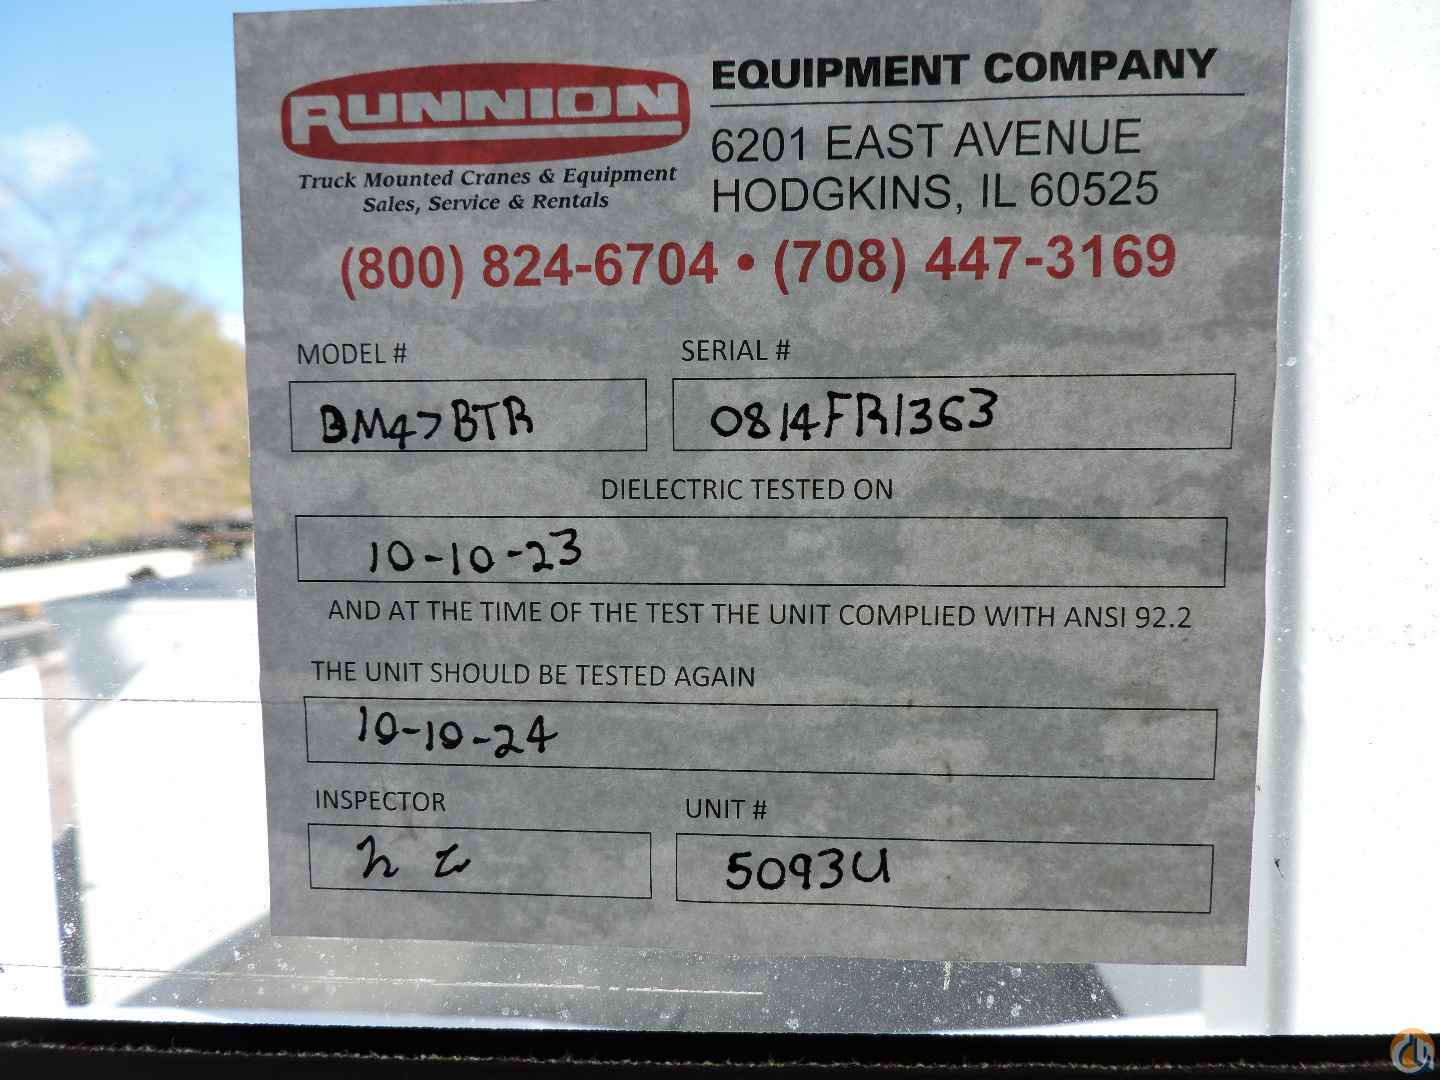 RUNNION
EQUIPMENT COMPANY
Truck Mounted Cranes & Equipment
Sales, Service & Rentals
6201 EAST AVENUE
HODGKINS, IL 60525
(800) 824-6704 • (708) 447-3169
MODEL # SERIAL #
BM47BTR 0814FR1363
DIELECTRIC TESTED ON
10-10-23
AND AT THE TIME OF THE TEST THE UNIT COMPLIED WITH ANSI 92.2
THE UNIT SHOULD BE TESTED AGAIN
10-10-24
INSPECTOR UNIT #
5093U